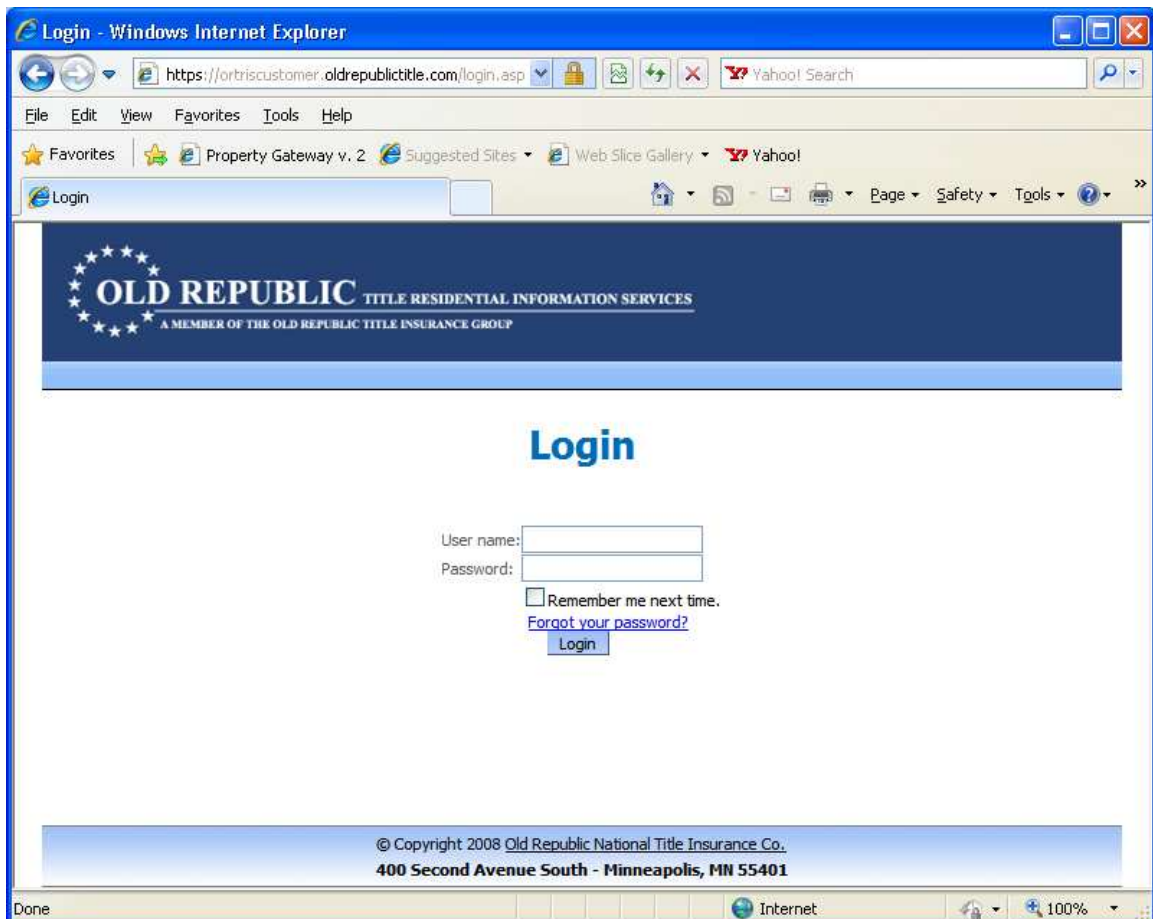 Login - Windows Internet Explorer
https://ortriscustomer.oldrepublictitle.com/login.asp
Yahoo! Search
File Edit View Favorites Tools Help
Favorites Property Gateway v. 2 Suggested Sites Web Slice Gallery Yahoo!
Login Page Safety Tools »
OLD REPUBLIC TITLE RESIDENTIAL INFORMATION SERVICES
A MEMBER OF THE OLD REPUBLIC TITLE INSURANCE GROUP
Login
User name:
Password:
Remember me next time.
Forgot your password?
Login
© Copyright 2008 Old Republic National Title Insurance Co.
400 Second Avenue South - Minneapolis, MN 55401
Done Internet 100%